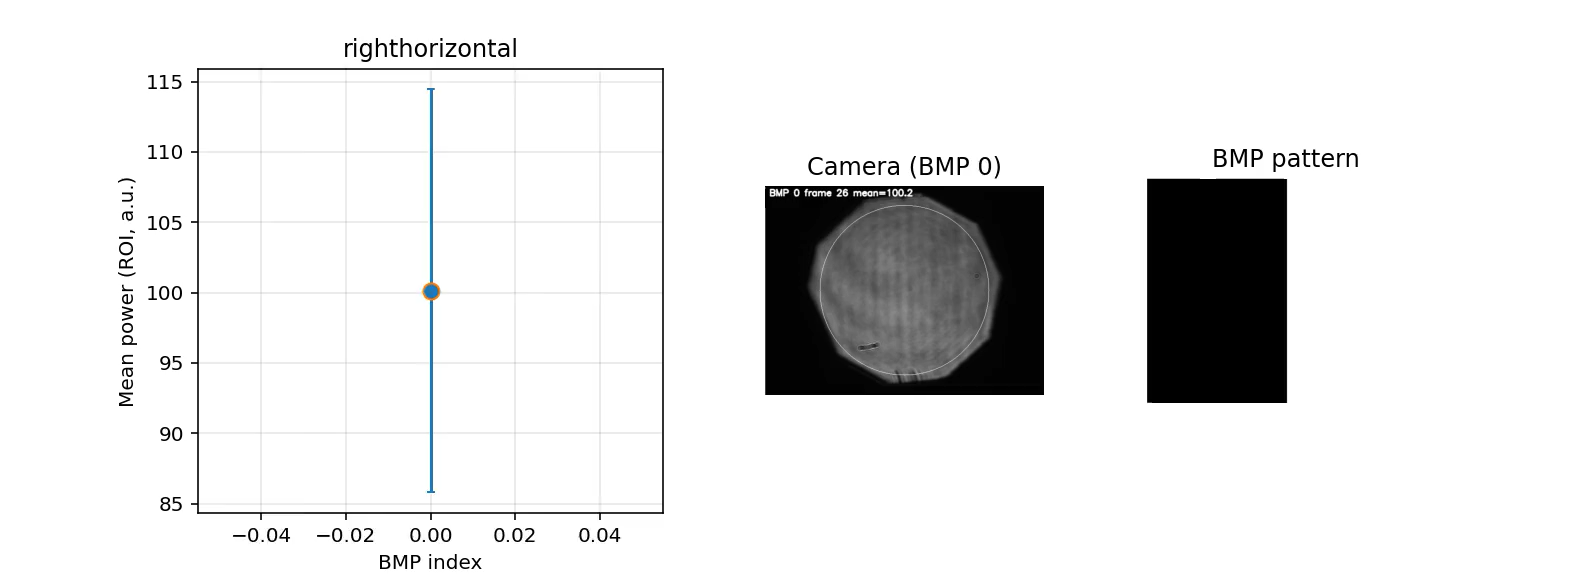 righthorizontal
115
110
105
100
95
90
85
Mean power (ROI, a.u.)
−0.04 −0.02 0.00 0.02 0.04
BMP index
Camera (BMP 0)
BMP 0 frame 26 mean=100.2
BMP pattern